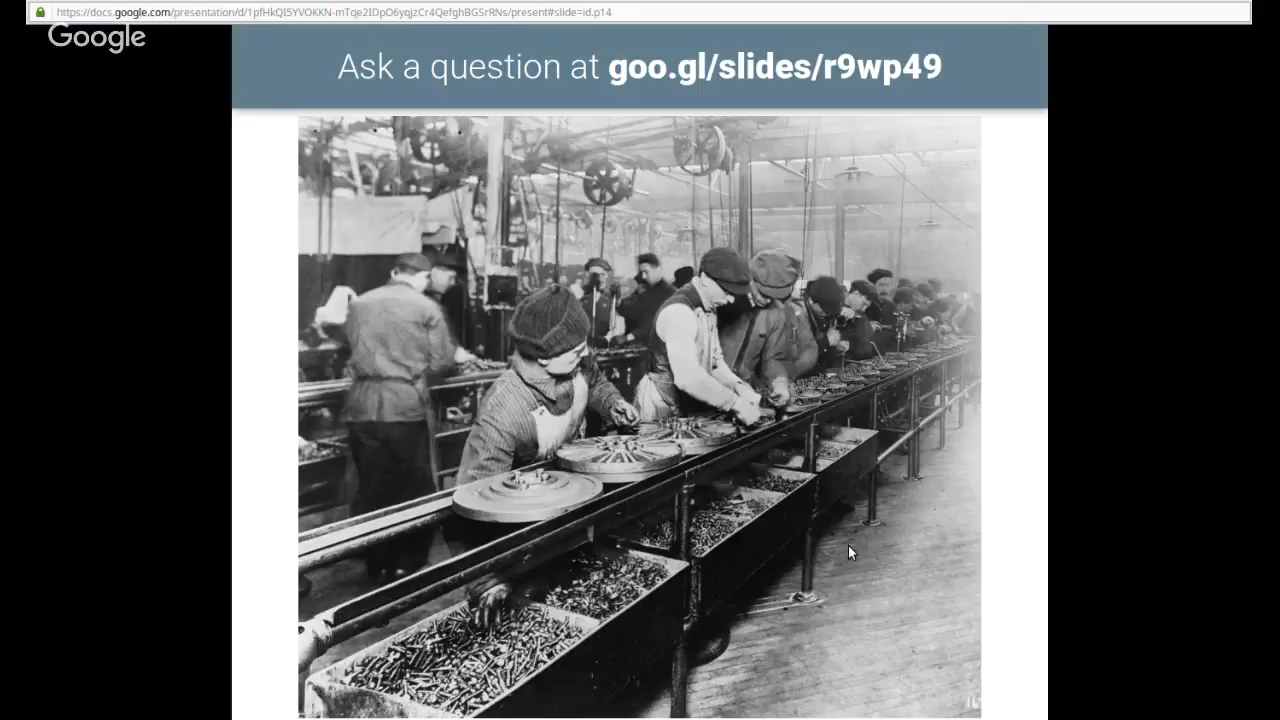 https://docs.google.com/presentation/d/1pfHkQI5YVOKKN-mTqe2IDpO6yqjzCr4QefghBGSrRNs/present#slide=id.p14
Google
Ask a question at goo.gl/slides/r9wp49